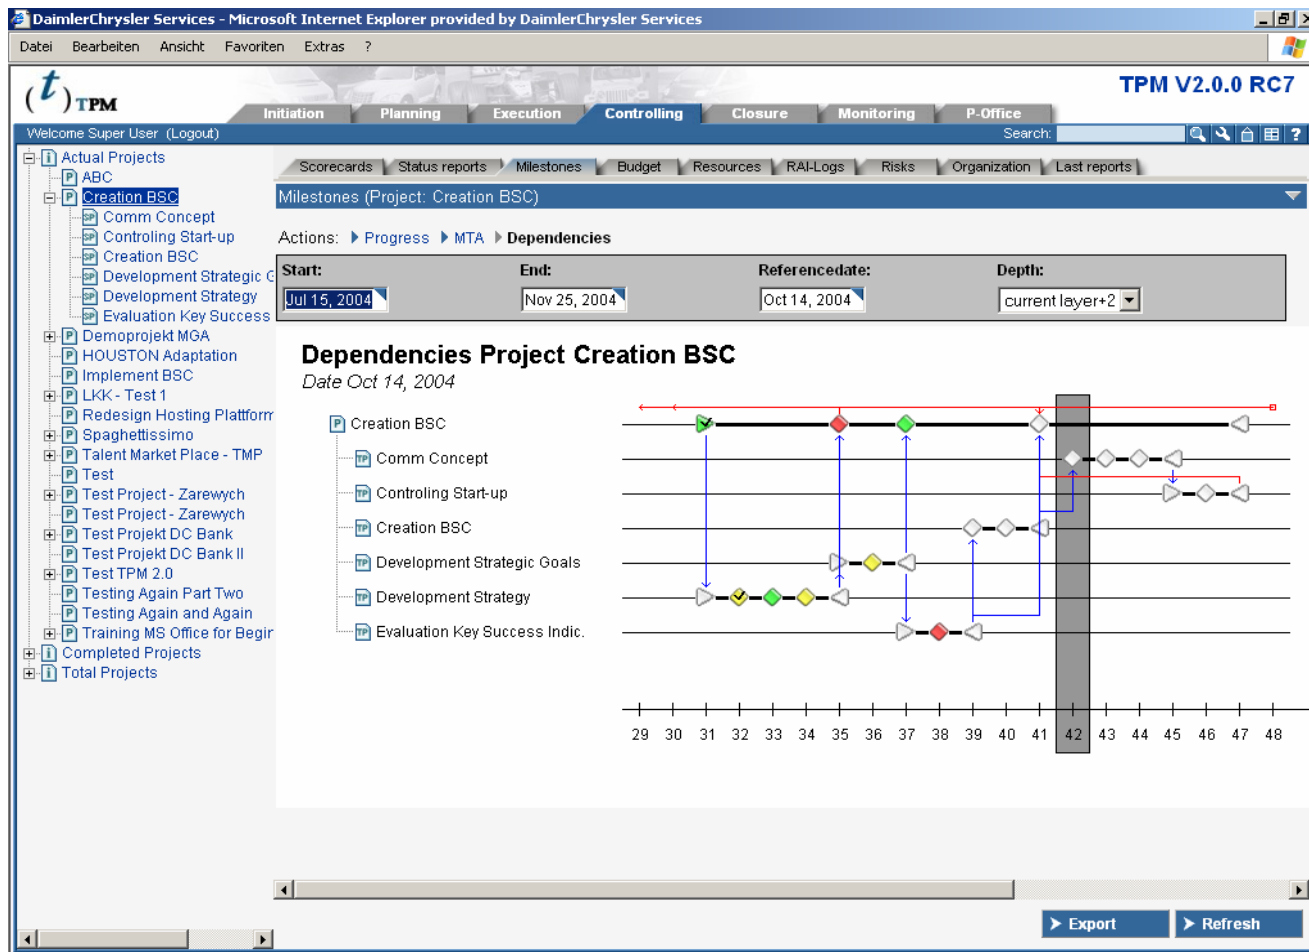 DaimlerChrysler Services - Microsoft Internet Explorer provided by DaimlerChrysler Services
Datei Bearbeiten Ansicht Favoriten Extras ?
(t) TPM
TPM V2.0.0 RC7
Initiation Planning Execution Controlling Closure Monitoring P-Office
Welcome Super User (Logout)
Search:
Actual Projects
ABC
Creation BSC
Comm Concept
Controling Start-up
Creation BSC
Development Strategic G
Development Strategy
Evaluation Key Success
Demoprojekt MGA
HOUSTON Adaptation
Implement BSC
LKK - Test 1
Redesign Hosting Plattform
Spaghettissimo
Talent Market Place - TMP
Test
Test Project - Zarewych
Test Project - Zarewych
Test Projekt DC Bank
Test Projekt DC Bank II
Test TPM 2.0
Testing Again Part Two
Testing Again and Again
Training MS Office for Begir
Completed Projects
Total Projects
Scorecards Status reports Milestones Budget Resources RAI-Logs Risks Organization Last reports
Milestones (Project: Creation BSC)
Actions: Progress MTA Dependencies
Start: End: Referencedate: Depth:
Jul 15, 2004 Nov 25, 2004 Oct 14, 2004 current layer+2
Dependencies Project Creation BSC
Date Oct 14, 2004
P Creation BSC
TP Comm Concept
TP Controling Start-up
TP Creation BSC
TP Development Strategic Goals
TP Development Strategy
TP Evaluation Key Success Indic.
29 30 31 32 33 34 35 36 37 38 39 40 41 42 43 44 45 46 47 48
Export Refresh